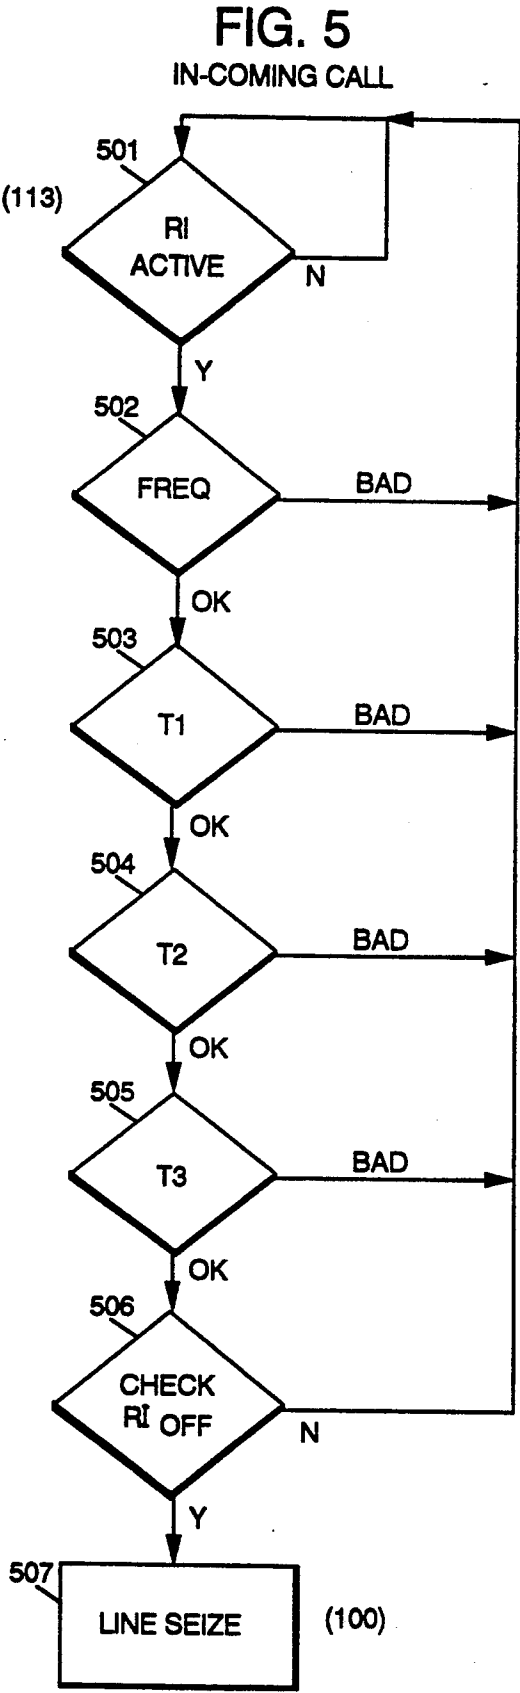 FIG. 5
IN-COMING CALL
501
(113)
RI
ACTIVE
N
Y
502
FREQ
BAD
OK
503
T1
BAD
OK
504
T2
BAD
OK
505
T3
BAD
OK
506
CHECK
RI OFF
N
Y
507
LINE SEIZE
(100)